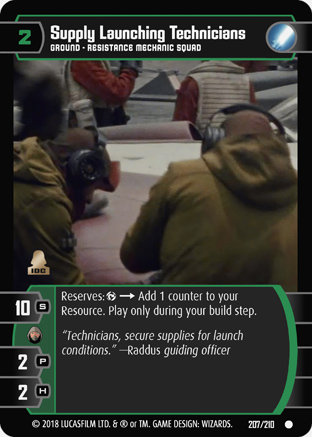 2 Supply Launching Technicians
GROUND - RESISTANCE MECHANIC SQUAD
IDC
10 S
Reserves: → Add 1 counter to your
Resource. Play only during your build step.
"Technicians, secure supplies for launch
conditions." —Raddus guiding officer
2 P
2 H
© 2018 LUCASFILM LTD. & ® or TM. GAME DESIGN: WIZARDS. 207/210